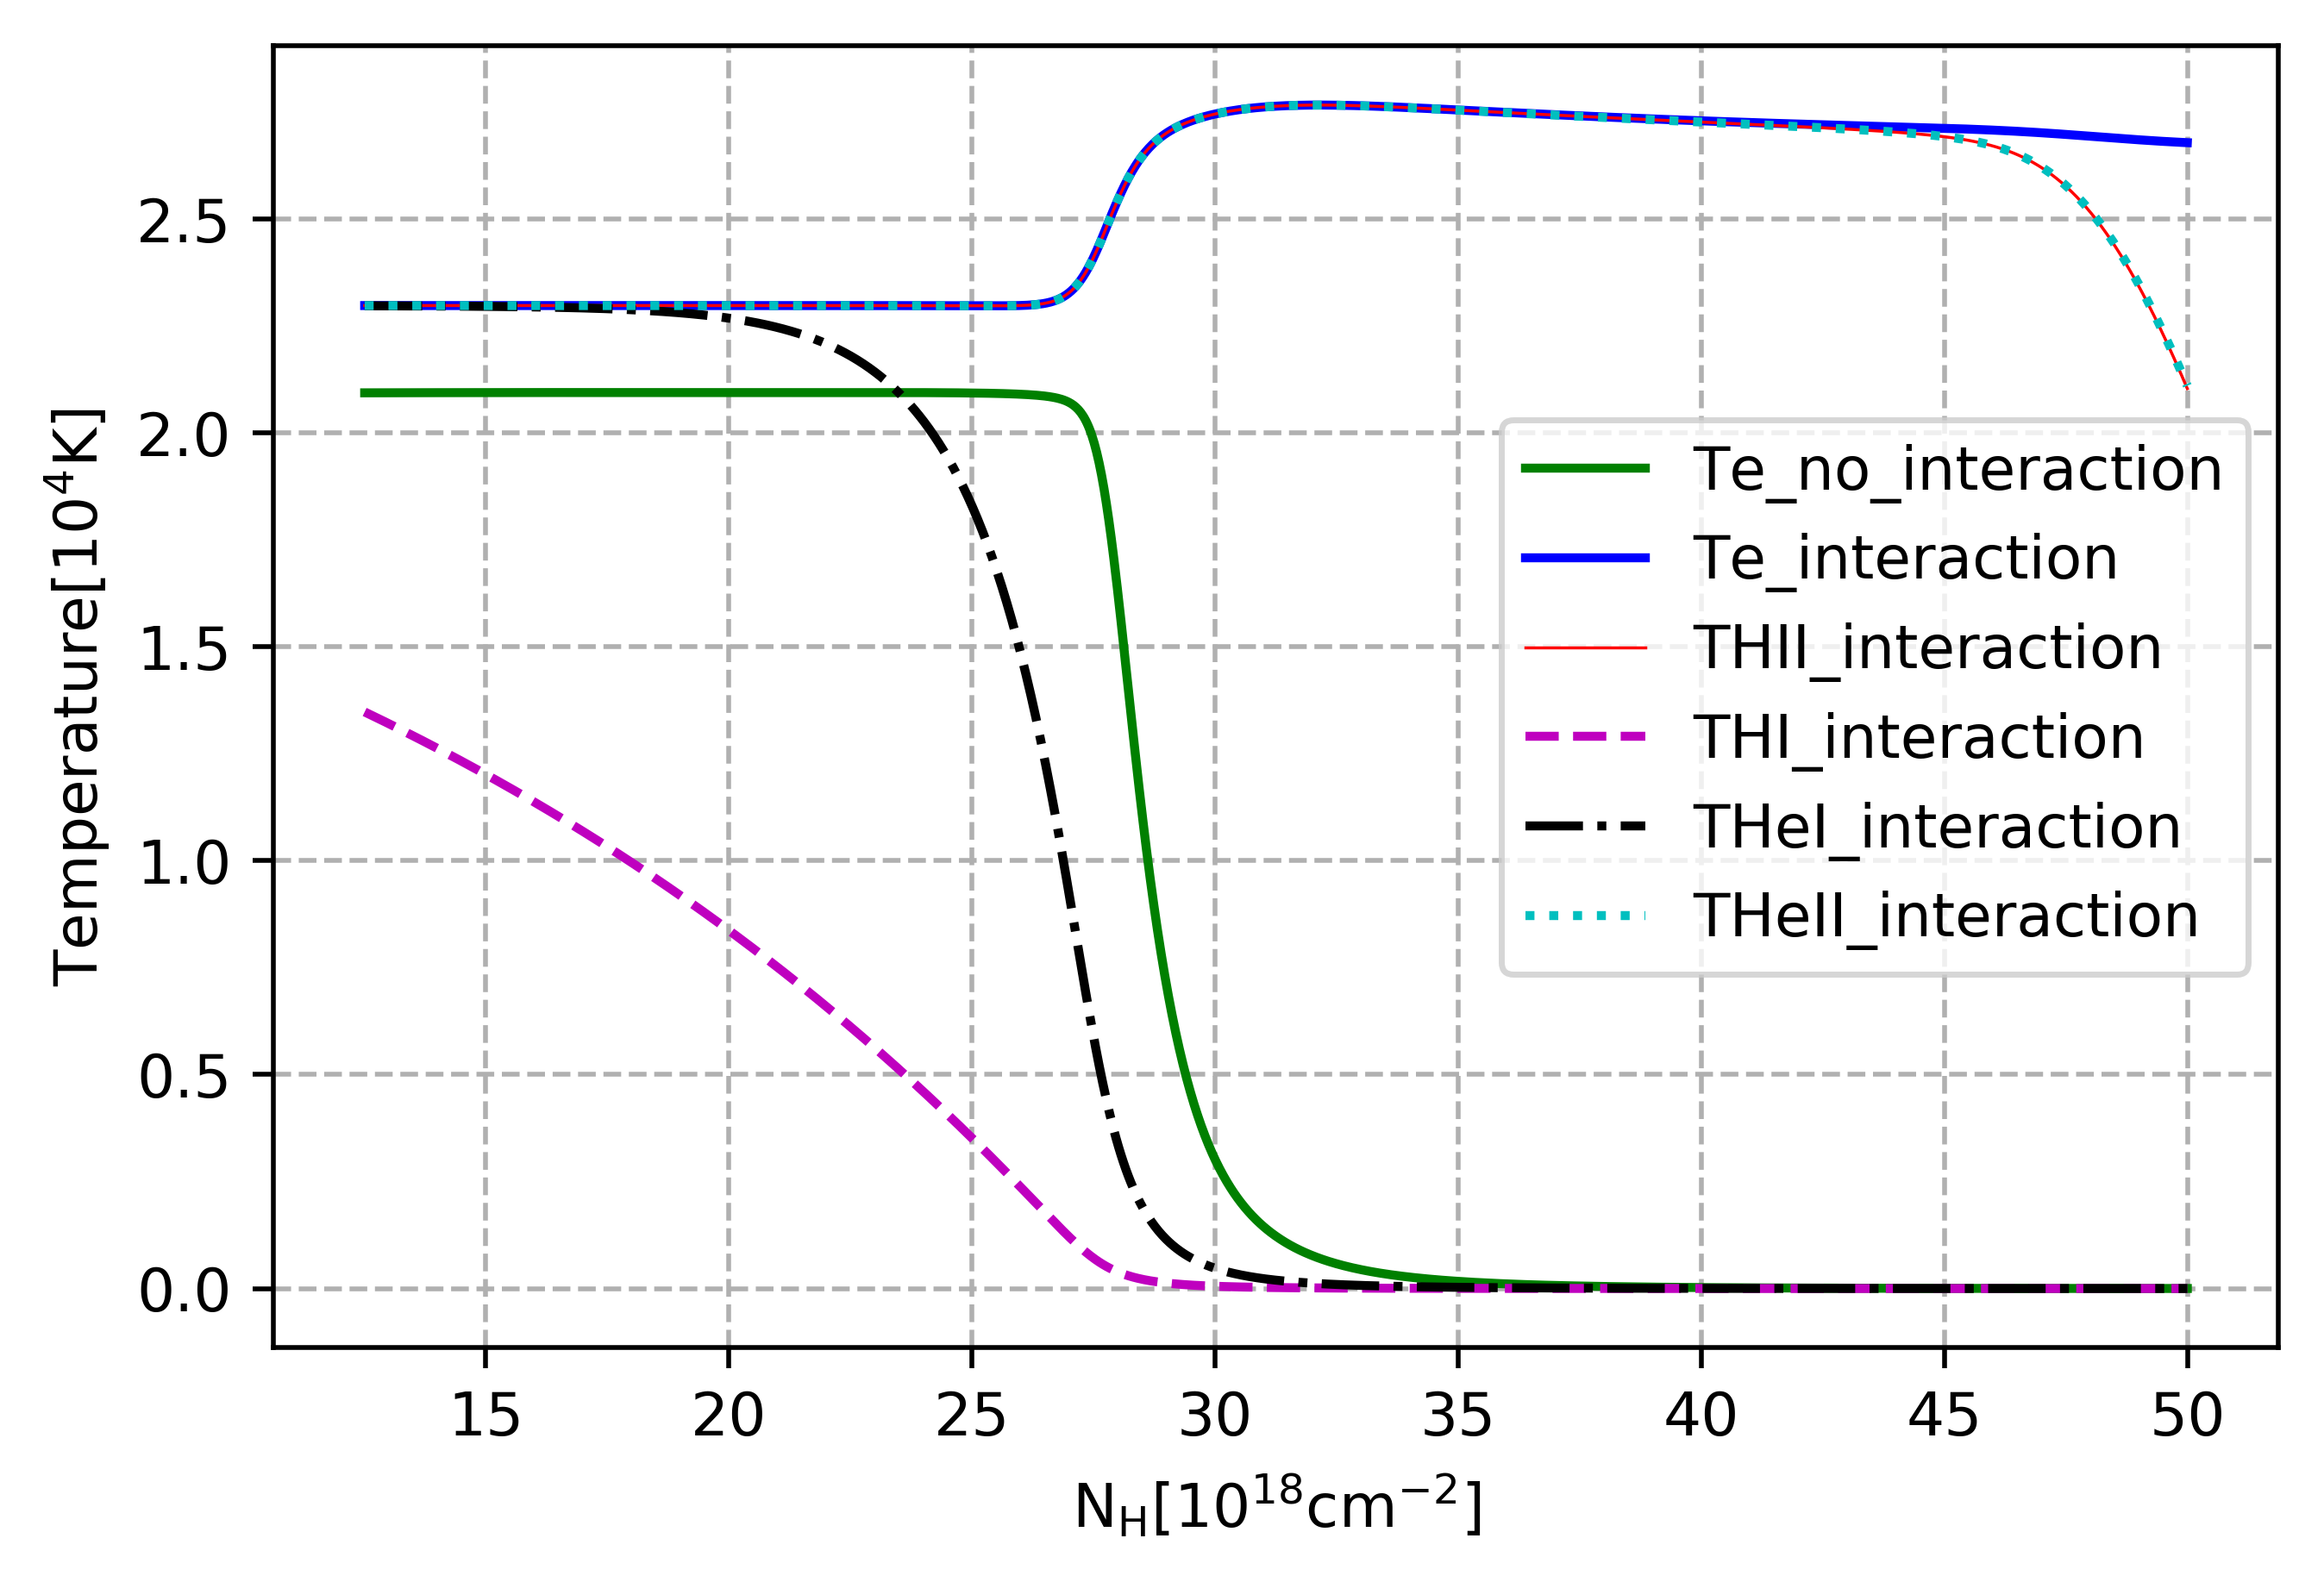 Temperature[10⁴K]
2.5
2.0
1.5
1.0
0.5
0.0
Te_no_interaction
Te_interaction
THII_interaction
THI_interaction
THeI_interaction
THeII_interaction
15 20 25 30 35 40 45 50
N_H[10¹⁸cm⁻²]